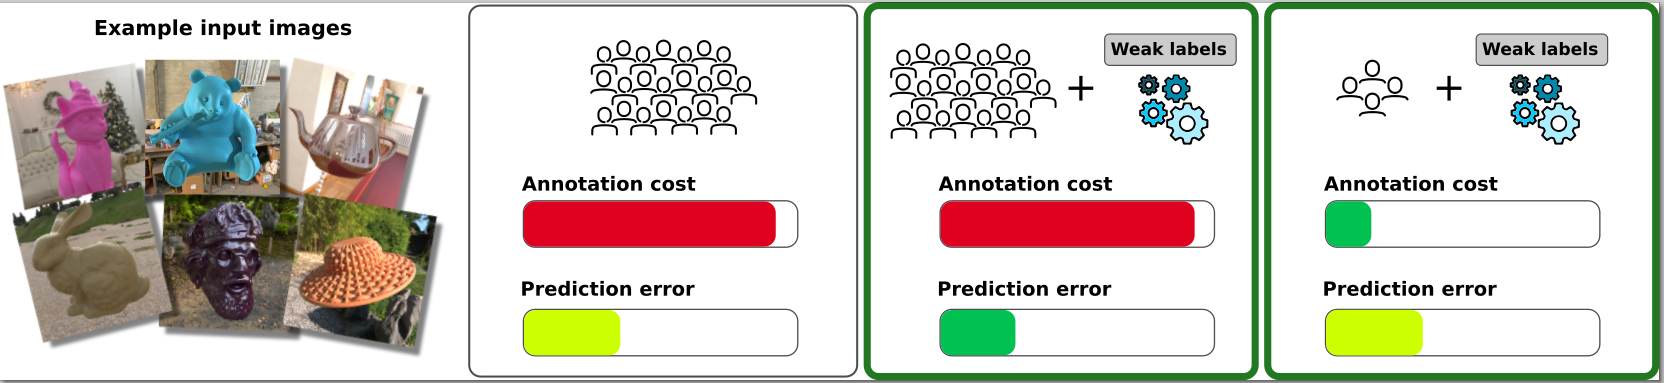 Example input images
Annotation cost
Prediction error
Weak labels
+
Annotation cost
Prediction error
Weak labels
+
Annotation cost
Prediction error